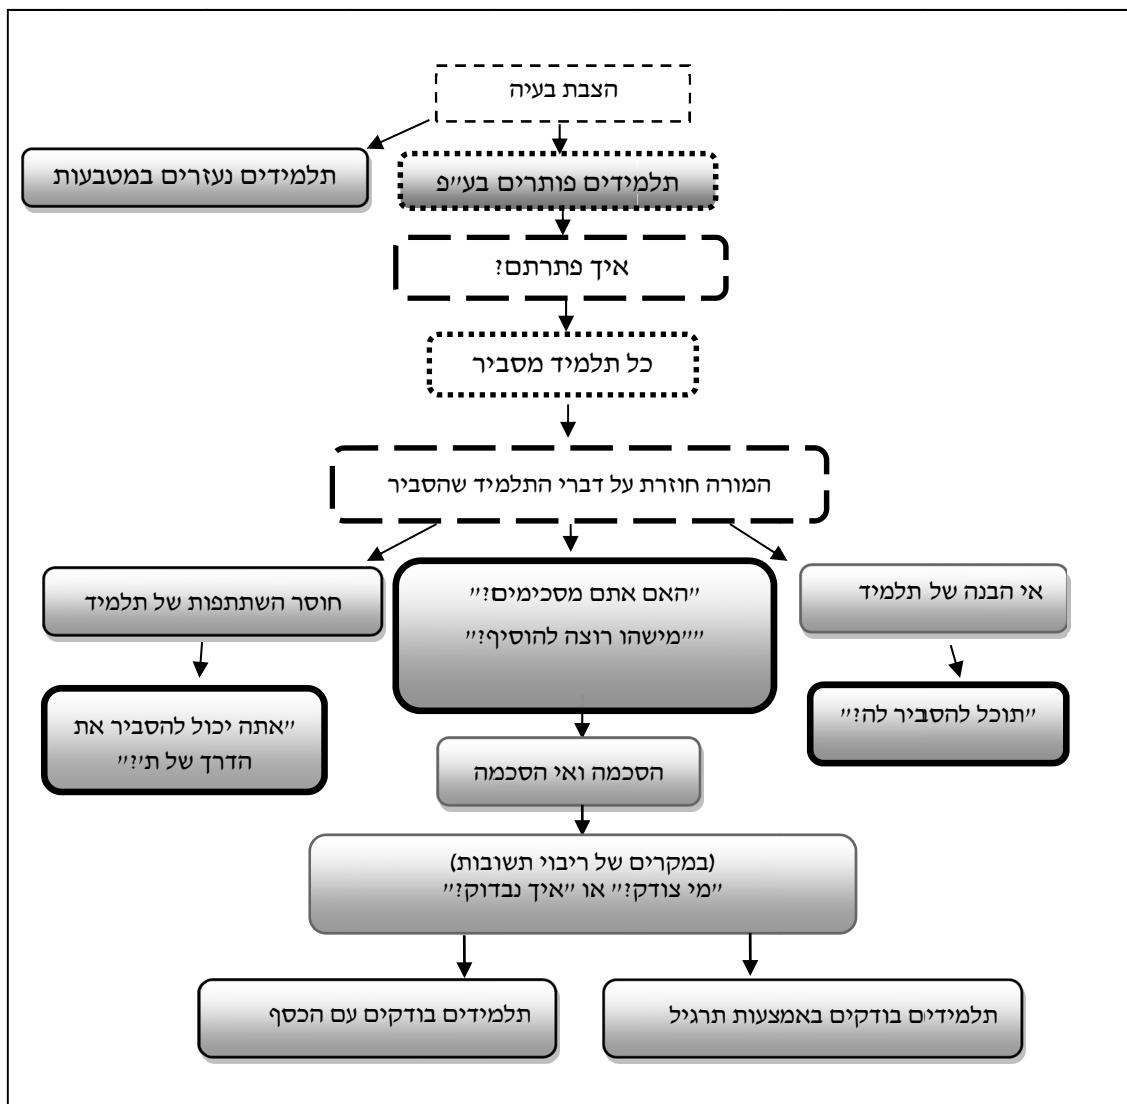 הצבת בעיה
תלמידים פותרים בע״פ
תלמידים נעזרים במטבעות
איך פתרתם?
כל תלמיד מסביר
המורה חוזרת על דברי התלמיד שהסביר
אי הבנה של תלמיד
״האם אתם מסכימים?״
״״מישהו רוצה להוסיף?״
חוסר השתתפות של תלמיד
״תוכל להסביר לה?״
״אתה יכול להסביר את
הדרך של ת׳?״
הסכמה ואי הסכמה
(במקרים של ריבוי תשובות)
״מי צודק?״ או ״איך נבדוק?״
תלמידים בודקים באמצעות תרגיל
תלמידים בודקים עם הכסף